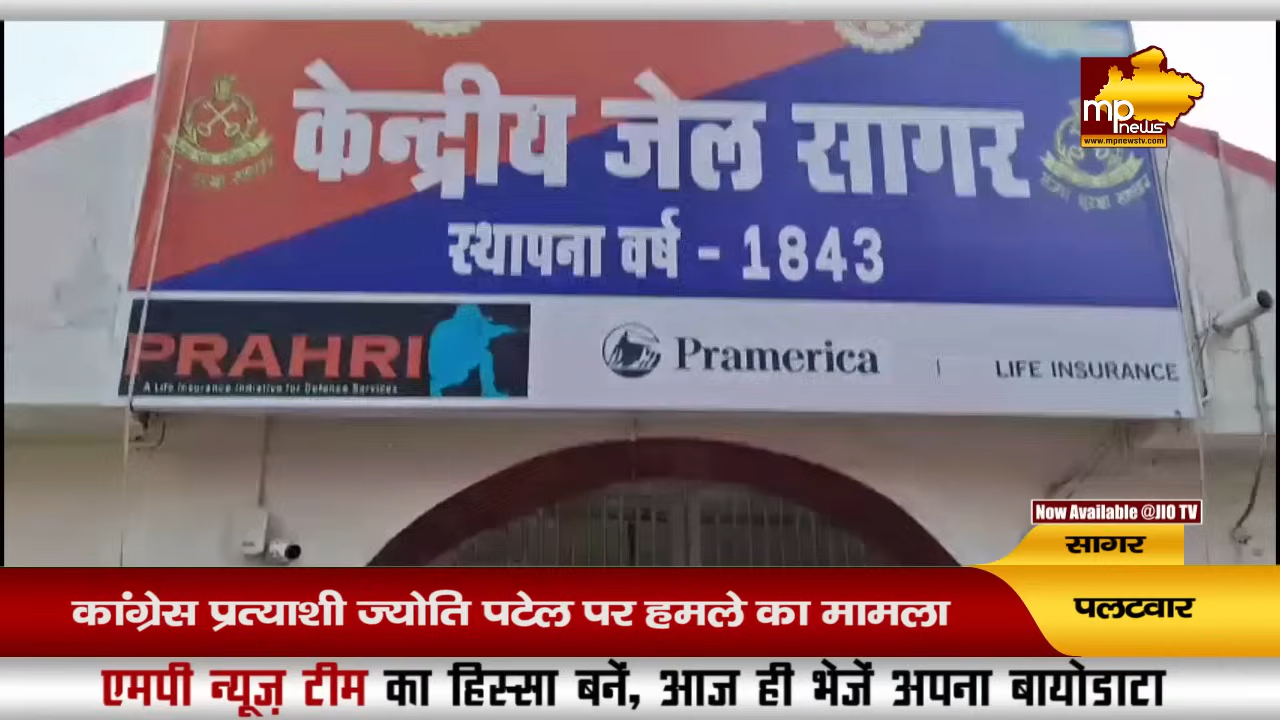 केन्द्रीय जेल सागर
स्थापना वर्ष - 1843
mp
news
www.mpnewstv.com
PRAHRI
A Life Insurance Initiative for Defence Services
Pramerica
LIFE INSURANCE
Now Available @JIO TV
सागर
कांग्रेस प्रत्याशी ज्योति पटेल पर हमले का मामला
पलटवार
एमपी न्यूज़ टीम का हिस्सा बनें, आज ही भेजें अपना बायोडाटा